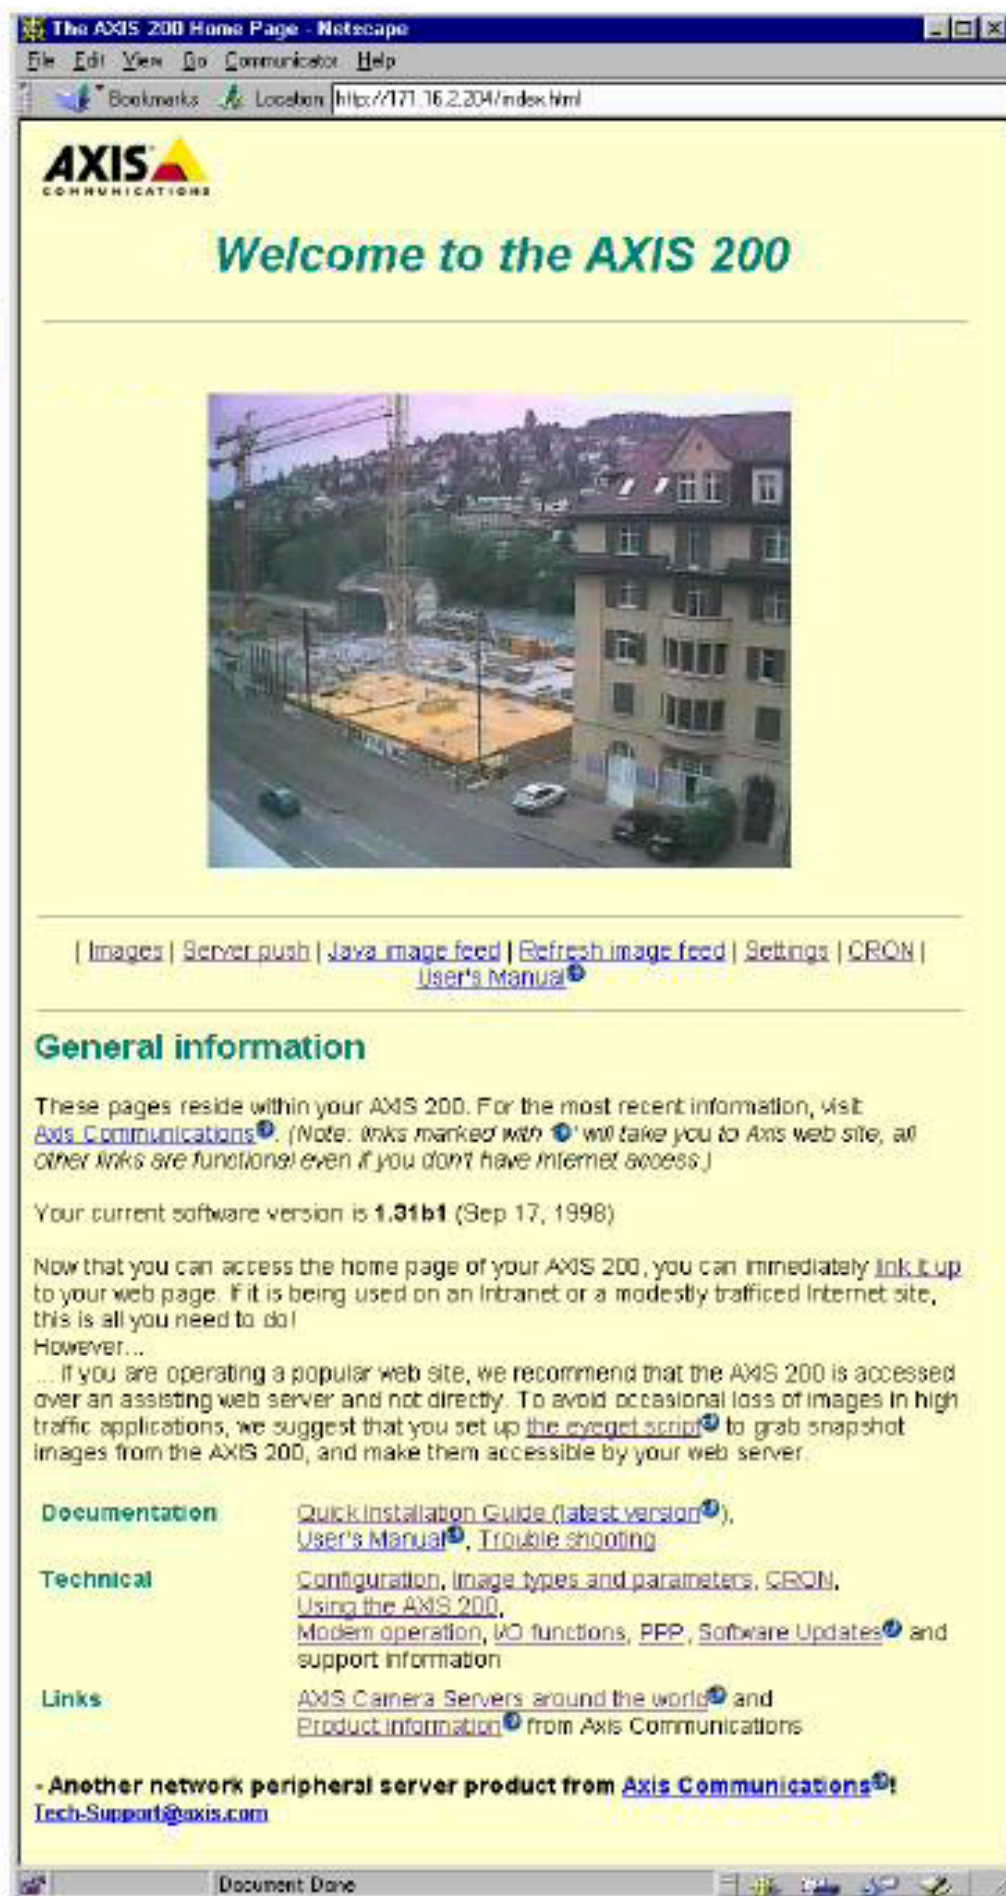 The AXIS 200 Home Page - Netscape
File Edit View Go Communicator Help
Bookmarks Location http://171.16.2.204/index.html
AXIS
COMMUNICATIONS
Welcome to the AXIS 200
| Images | Server push | Java image feed | Refresh image feed | Settings | CRON |
User's Manual
General information
These pages reside within your AXIS 200. For the most recent information, visit
Axis Communications. (Note: links marked with '' will take you to Axis web site, all
other links are functional even if you don't have internet access.)
Your current software version is 1.31b1 (Sep 17, 1998)
Now that you can access the home page of your AXIS 200, you can immediately link it up
to your web page. If it is being used on an Intranet or a modestly trafficed Internet site,
this is all you need to do!
However...
... If you are operating a popular web site, we recommend that the AXIS 200 is accessed
over an assisting web server and not directly. To avoid occasional loss of images in high
traffic applications, we suggest that you set up the eyeget script to grab snapshot
images from the AXIS 200, and make them accessible by your web server.
Documentation Quick Installation Guide (latest version),
User's Manual, Trouble shooting
Technical Configuration, Image types and parameters, CRON,
Using the AXIS 200,
Modem operation, I/O functions, PPP, Software Updates and
support information
Links AXIS Camera Servers around the world and
Product Information from Axis Communications
- Another network peripheral server product from Axis Communications!
Tech-Support@axis.com
Document Done